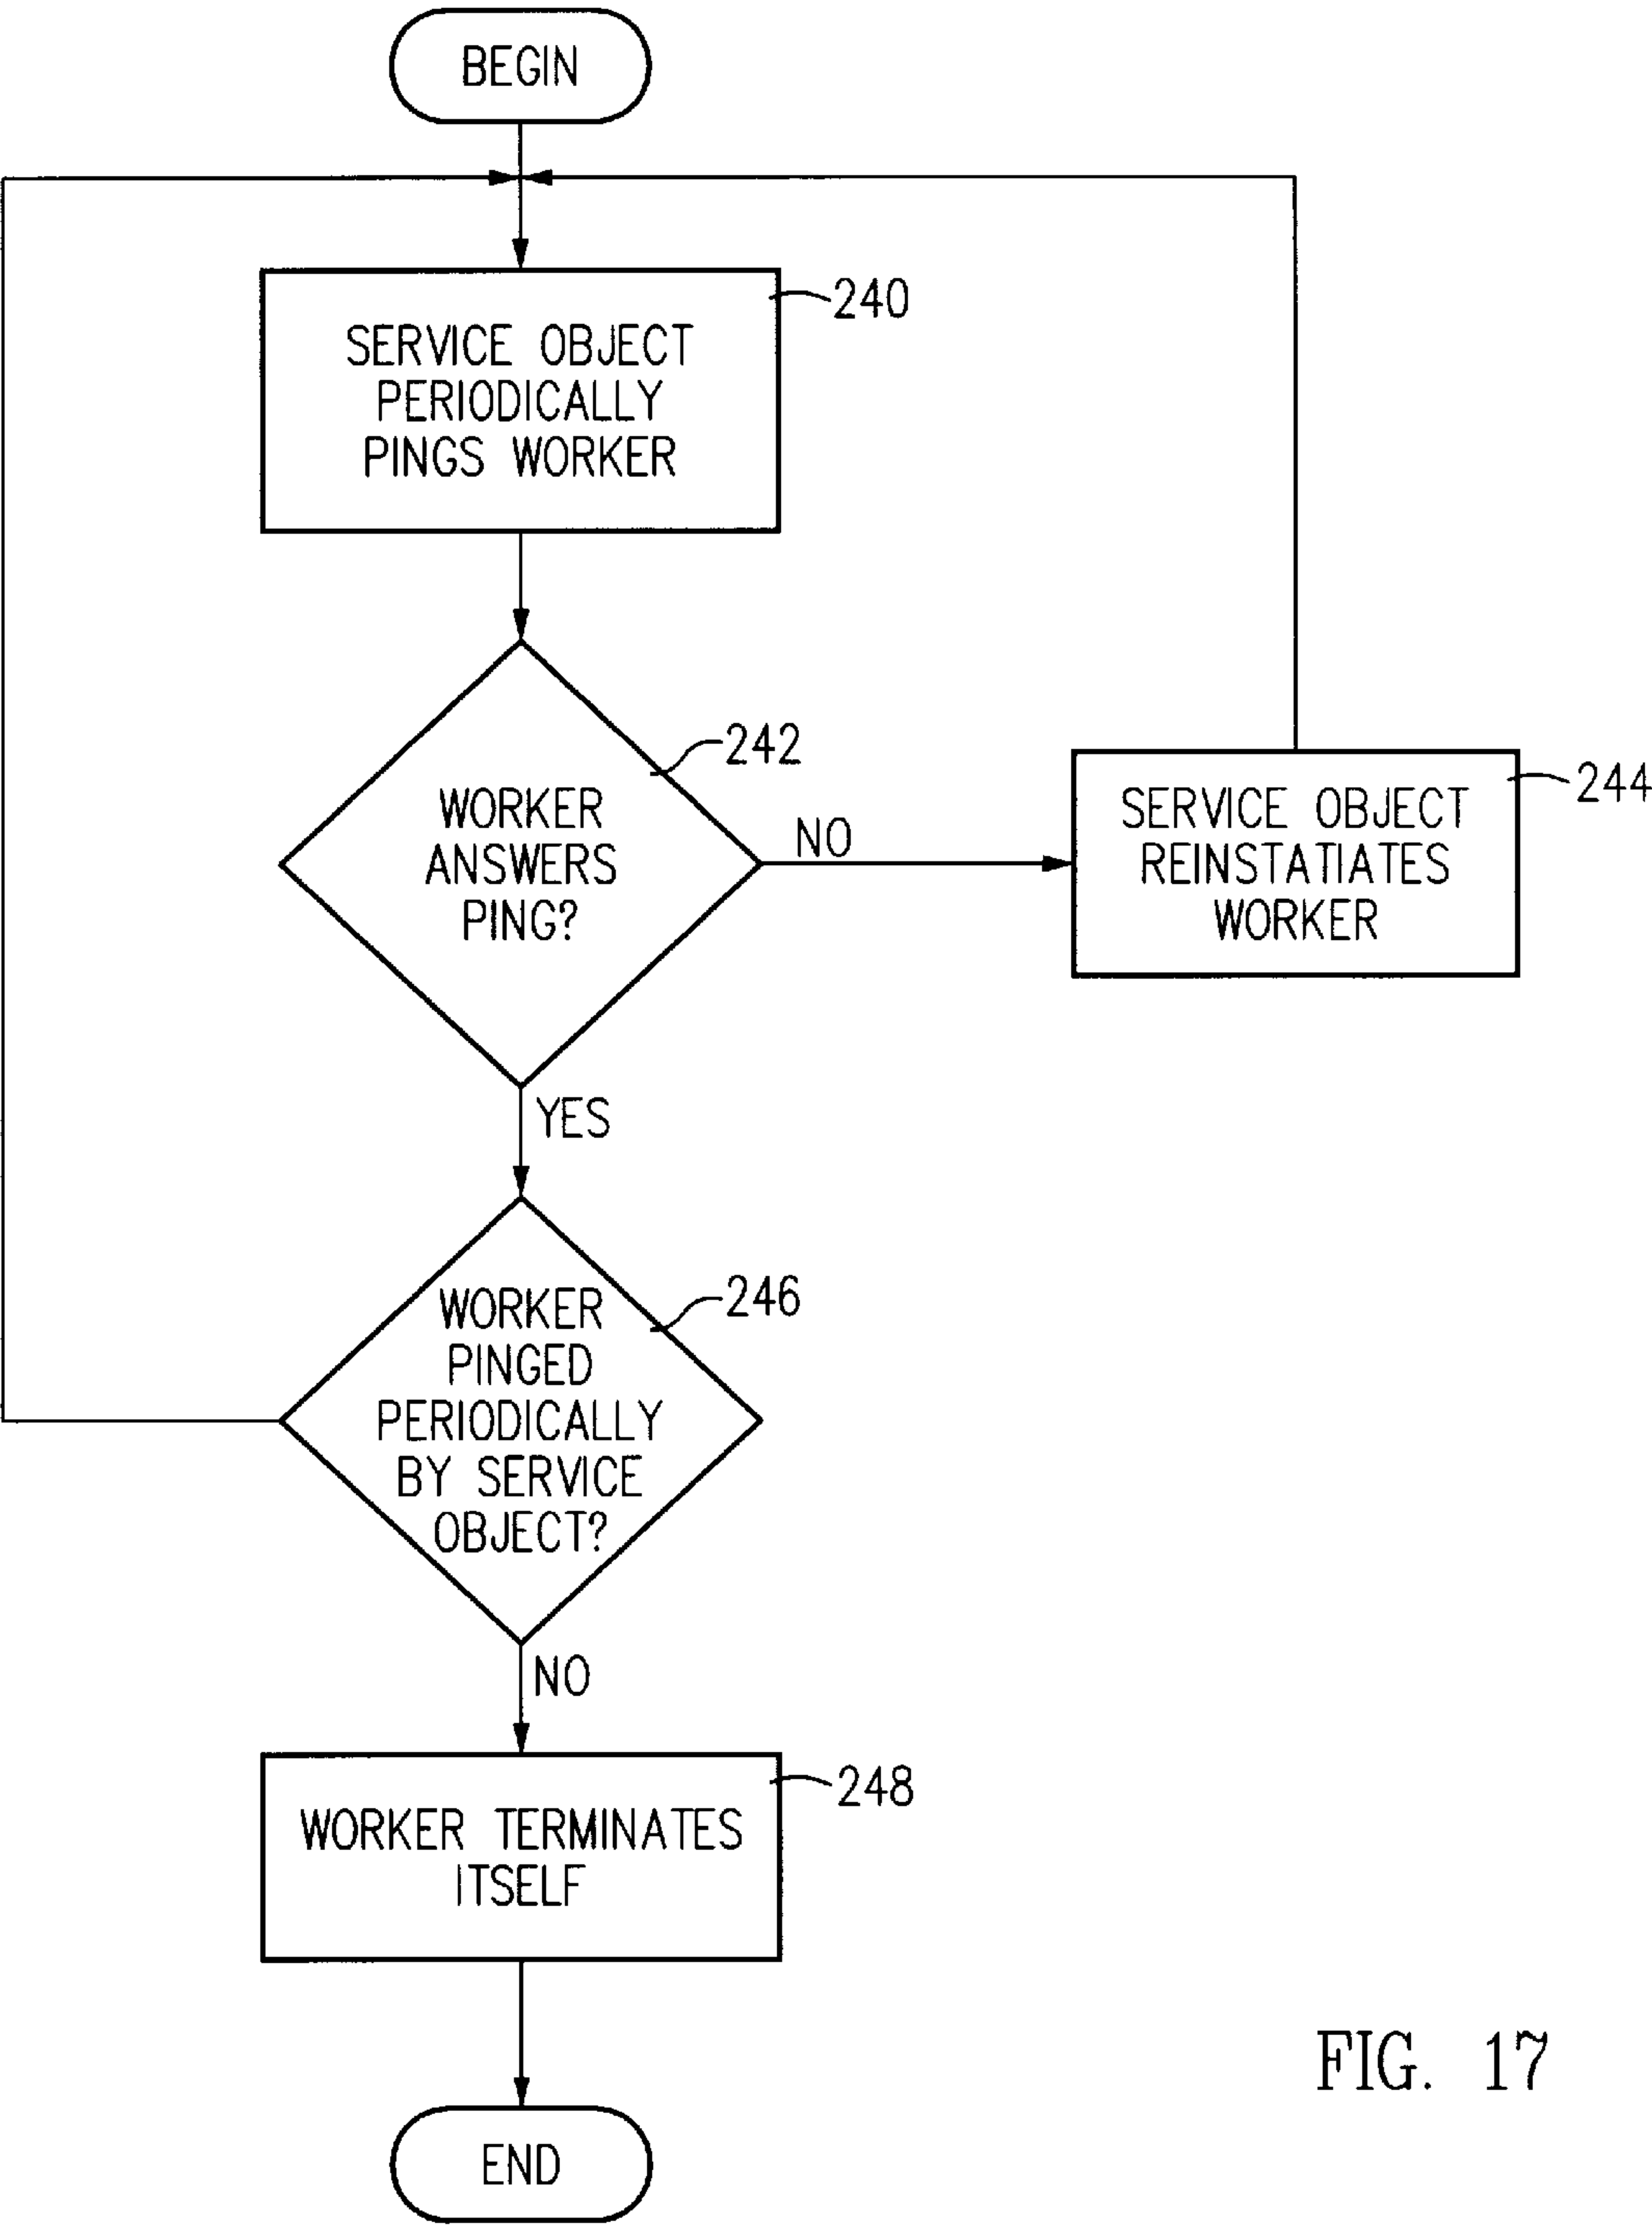 BEGIN
240
SERVICE OBJECT
PERIODICALLY
PINGS WORKER
242
WORKER
ANSWERS
PING?
NO
244
SERVICE OBJECT
REINSTATIATES
WORKER
YES
246
WORKER
PINGED
PERIODICALLY
BY SERVICE
OBJECT?
NO
248
WORKER TERMINATES
ITSELF
END
FIG. 17